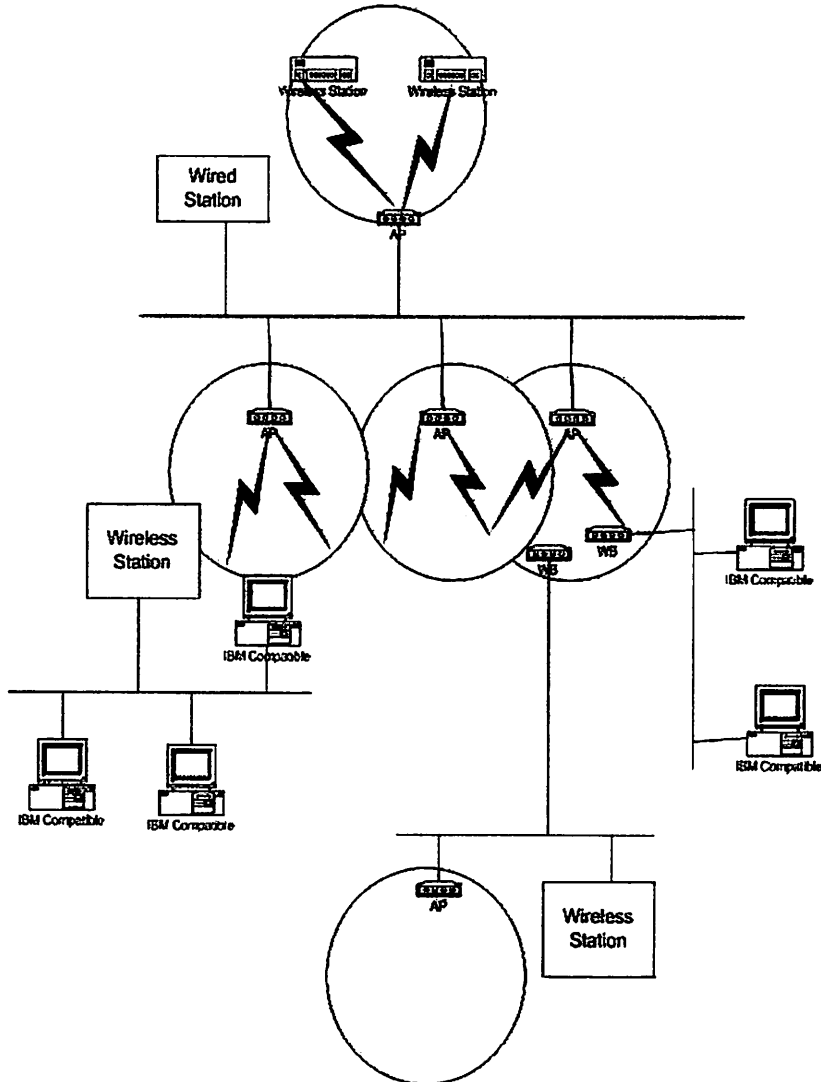 Wireless Station
Wireless Station
Wired
Station
AP
AP
AP
AP
WB
WB
Wireless
Station
IBM Compatible
IBM Compatible
IBM Compatible
IBM Compatible
IBM Compatible
AP
Wireless
Station